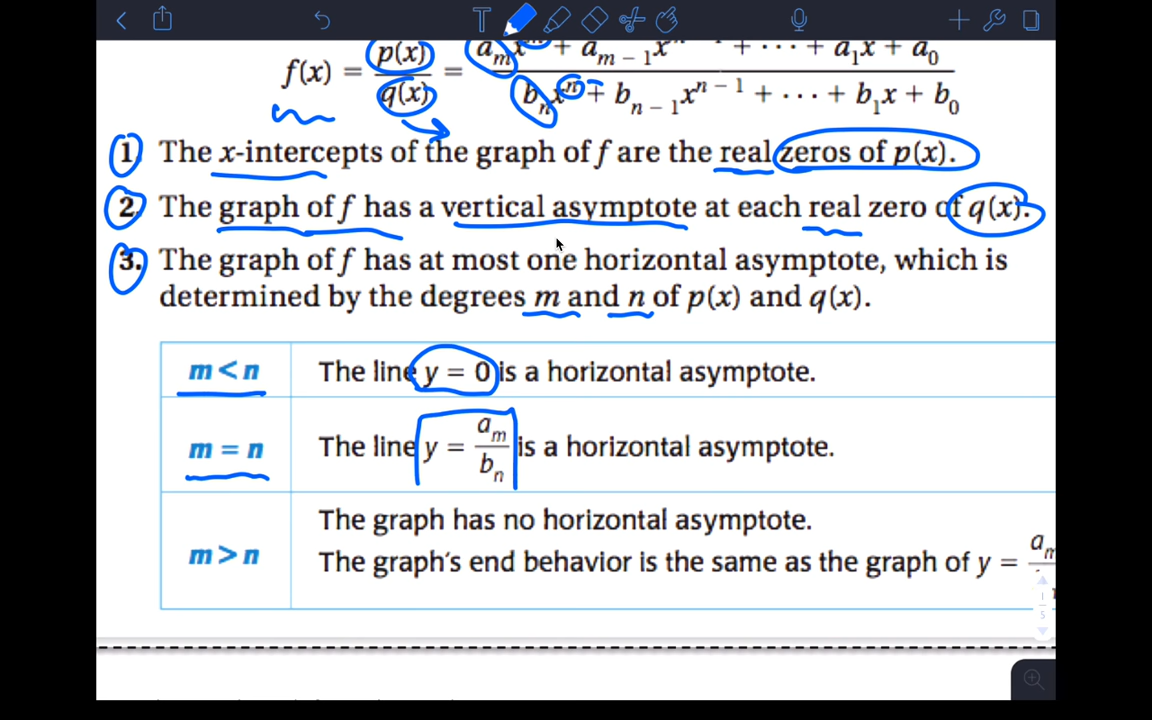 f(x) = p(x)/q(x) = (a_m x + a_{m − 1}x + ··· + a_1x + a_0)/(b_n x^n + b_{n − 1}x^{n − 1} + ··· + b_1x + b_0)
1. The x-intercepts of the graph of f are the real zeros of p(x).
2. The graph of f has a vertical asymptote at each real zero of q(x).
3. The graph of f has at most one horizontal asymptote, which is
determined by the degrees m and n of p(x) and q(x).
m < n The line y = 0 is a horizontal asymptote.
m = n The line y = a_m/b_n is a horizontal asymptote.
The graph has no horizontal asymptote.
m > n The graph's end behavior is the same as the graph of y = a_m
1
5